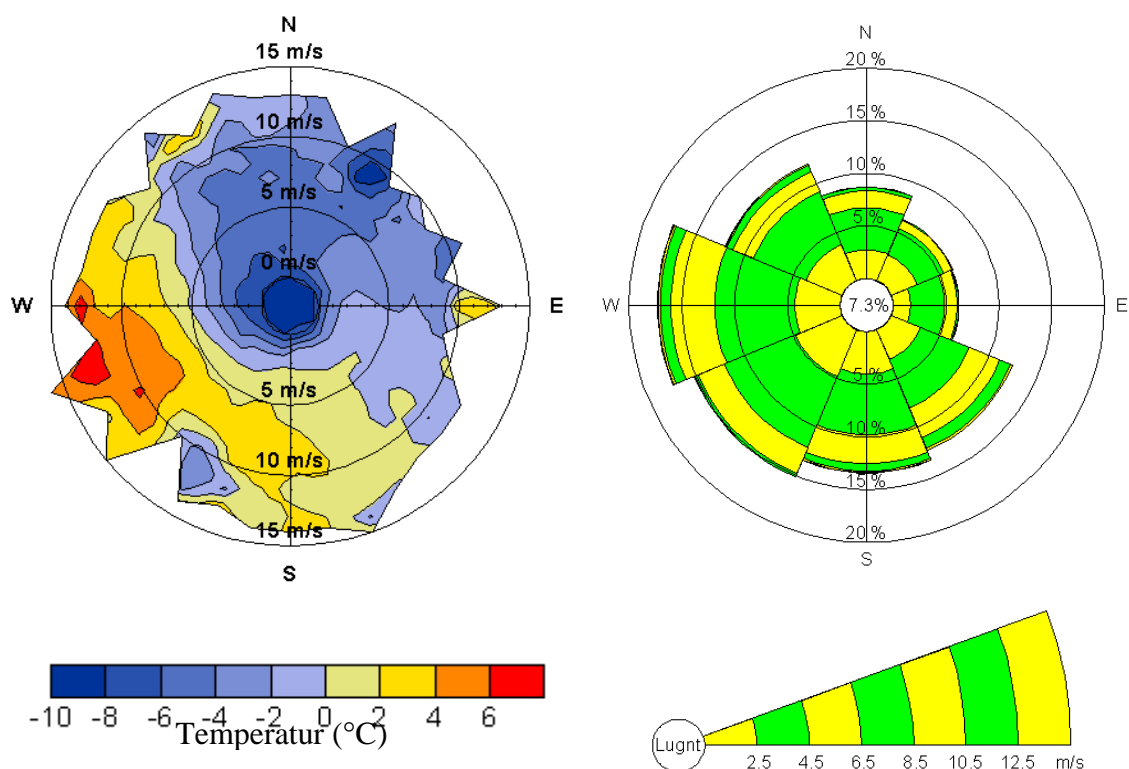 N
15 m/s
10 m/s
5 m/s
0 m/s
W
E
5 m/s
10 m/s
15 m/s
S
-10 -8 -6 -4 -2 0 2 4 6
Temperatur (°C)
N
20 %
15 %
10 %
5 %
W
7.3%
E
5 %
10 %
15 %
20 %
S
Lugnt
2.5 4.5 6.5 8.5 10.5 12.5 m/s